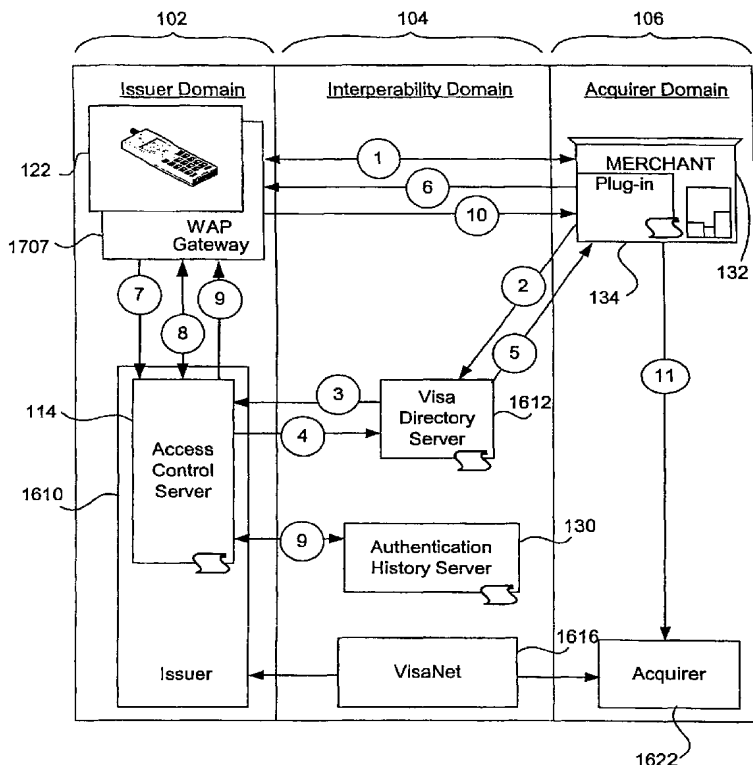 102
104
106
Issuer Domain
Interperability Domain
Acquirer Domain
122
1
MERCHANT
Plug-in
6
10
WAP
Gateway
1707
132
134
2
7
9
8
5
11
3
114
Visa
Directory
Server
1612
4
Access
Control
Server
1610
130
9
Authentication
History Server
1616
Issuer
VisaNet
Acquirer
1622